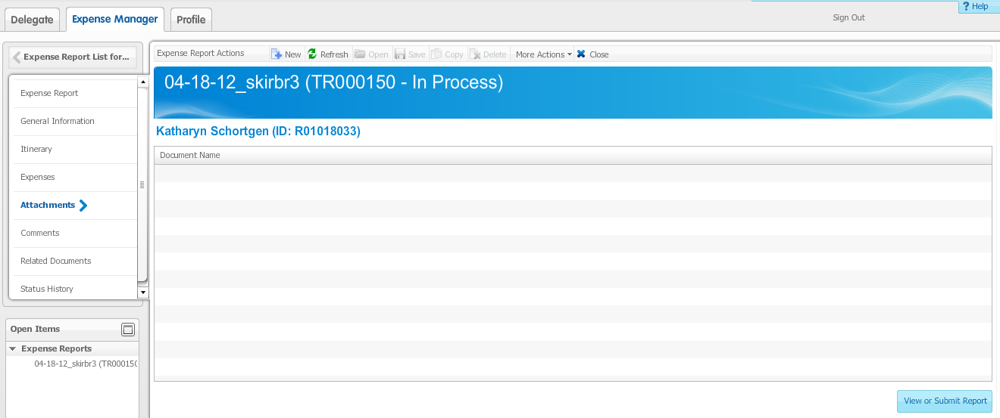 Delegate
Expense Manager
Profile
Sign Out
? Help
Expense Report List for...
Expense Report
General Information
Itinerary
Expenses
Attachments
Comments
Related Documents
Status History
Open Items
Expense Reports
04-18-12_skirbr3 (TR000150
Expense Report Actions New Refresh Open Save Copy Delete More Actions Close
04-18-12_skirbr3 (TR000150 - In Process)
Katharyn Schortgen (ID: R01018033)
Document Name
View or Submit Report